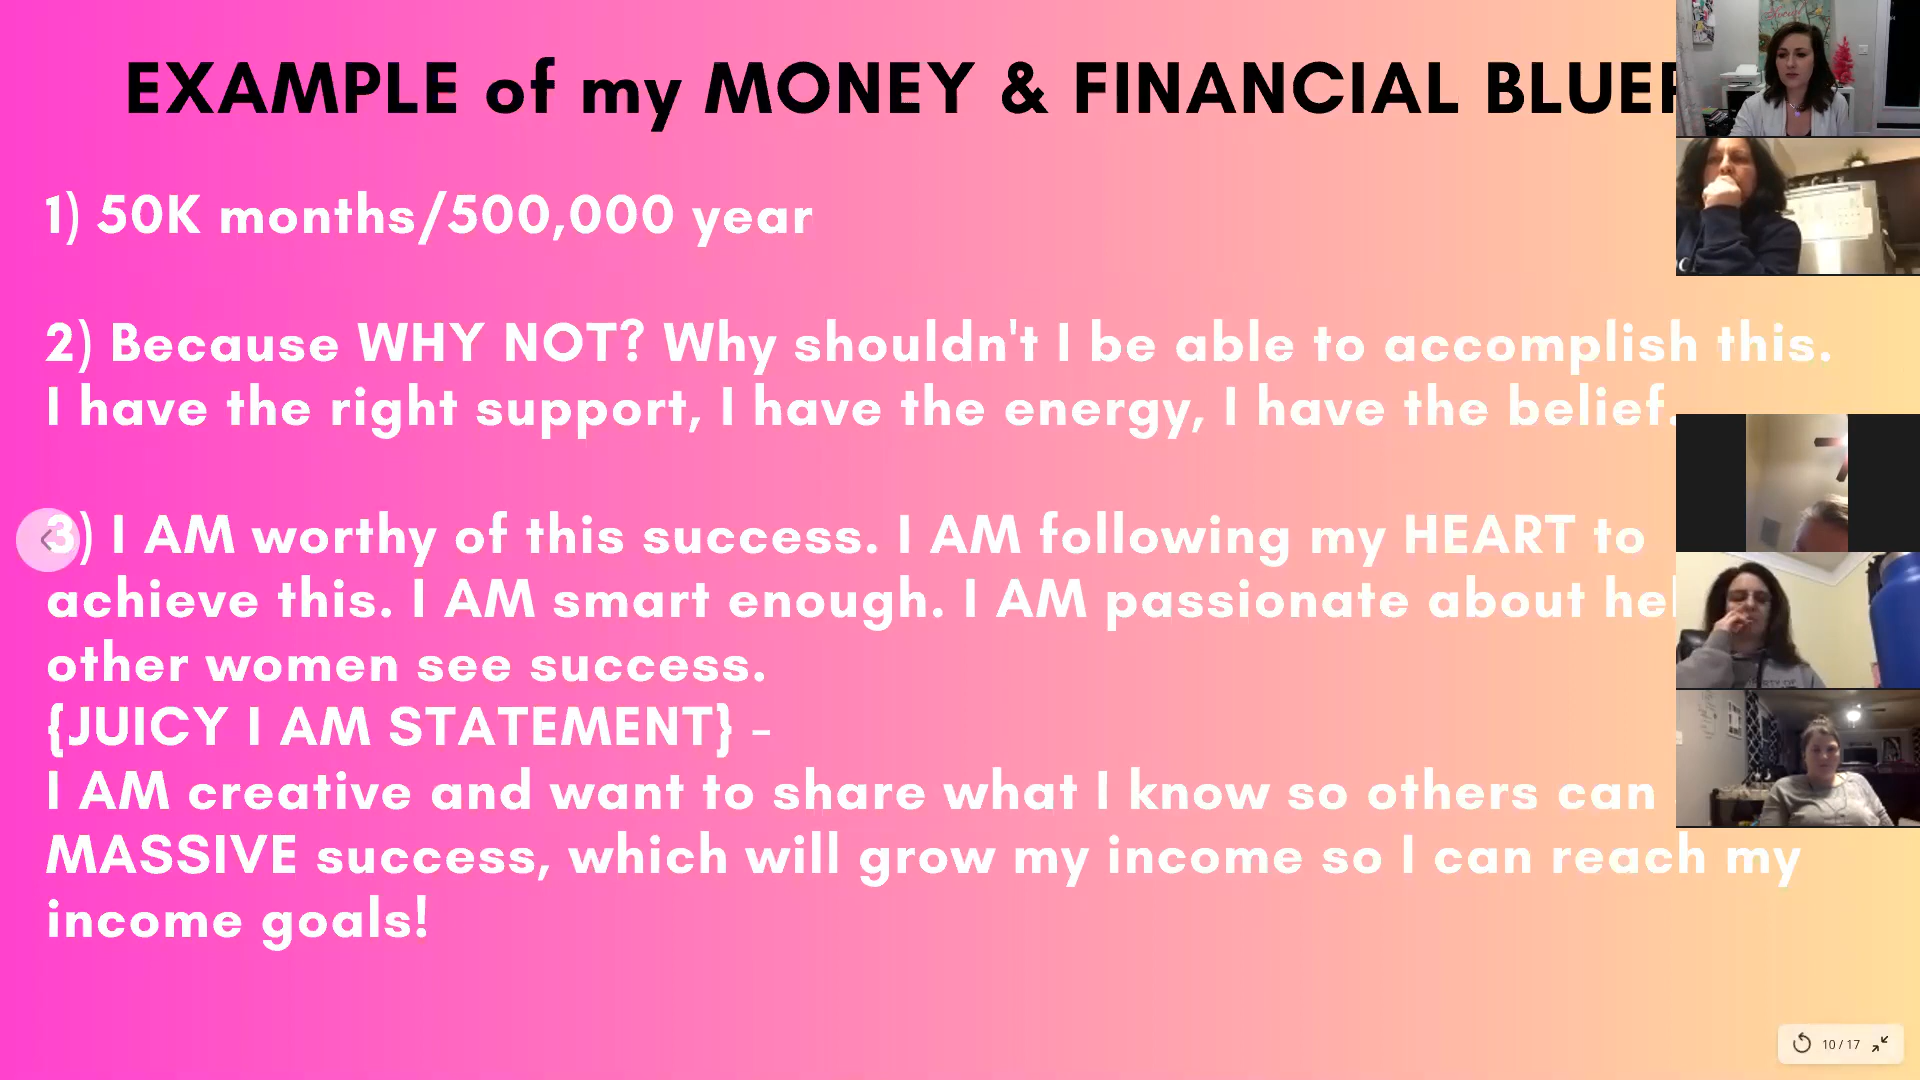 EXAMPLE of my MONEY & FINANCIAL
1) 50K months/500,000 year
2) Because WHY NOT? Why shouldn't I be able to accomplish this.
I have the right support, I have the energy, I have the belief.
3) I AM worthy of this success. I AM following my HEART to
achieve this. I AM smart enough. I AM passionate about
other women see success.
{JUICY I AM STATEMENT} -
I AM creative and want to share what I know so others can
MASSIVE success, which will grow my income so I can reach my
income goals!
10 / 17